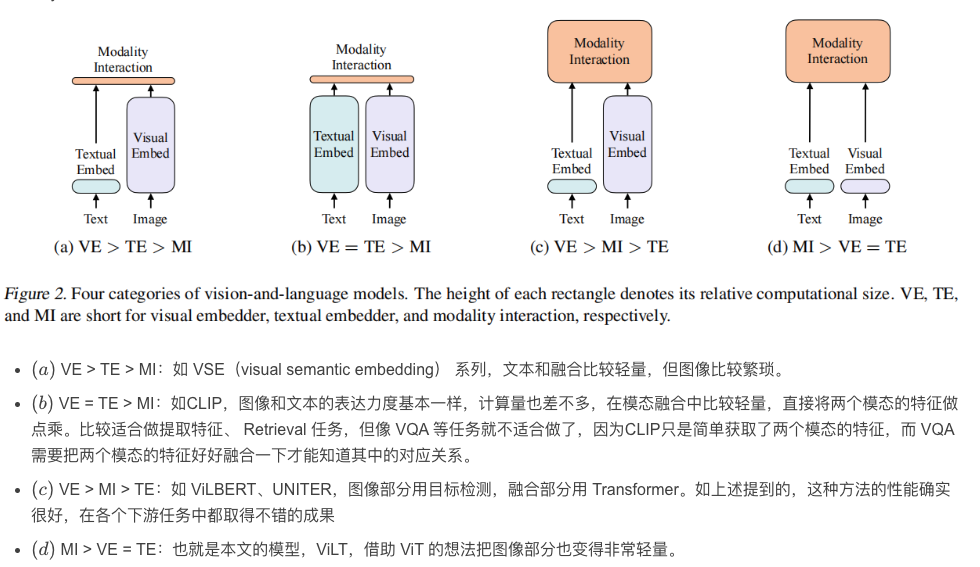 Modality
Interaction
Textual
Embed
Visual
Embed
Text
Image
(a) VE > TE > MI
Modality
Interaction
Textual
Embed
Visual
Embed
Text
Image
(b) VE = TE > MI
Modality
Interaction
Textual
Embed
Visual
Embed
Text
Image
(c) VE > MI > TE
Modality
Interaction
Textual
Embed
Visual
Embed
Text
Image
(d) MI > VE = TE
Figure 2. Four categories of vision-and-language models. The height of each rectangle denotes its relative computational size. VE, TE,
and MI are short for visual embedder, textual embedder, and modality interaction, respectively.
• (a) VE > TE > MI：如 VSE（visual semantic embedding） 系列，文本和融合比较轻量，但图像比较繁琐。
• (b) VE = TE > MI：如CLIP，图像和文本的表达力度基本一样，计算量也差不多，在模态融合中比较轻量，直接将两个模态的特征做
点乘。比较适合做提取特征、 Retrieval 任务，但像 VQA 等任务就不适合做了，因为CLIP只是简单获取了两个模态的特征，而 VQA
需要把两个模态的特征好好融合一下才能知道其中的对应关系。
• (c) VE > MI > TE：如 ViLBERT、UNITER，图像部分用目标检测，融合部分用 Transformer。如上述提到的，这种方法的性能确实
很好，在各个下游任务中都取得不错的成果
• (d) MI > VE = TE：也就是本文的模型，ViLT，借助 ViT 的想法把图像部分也变得非常轻量。